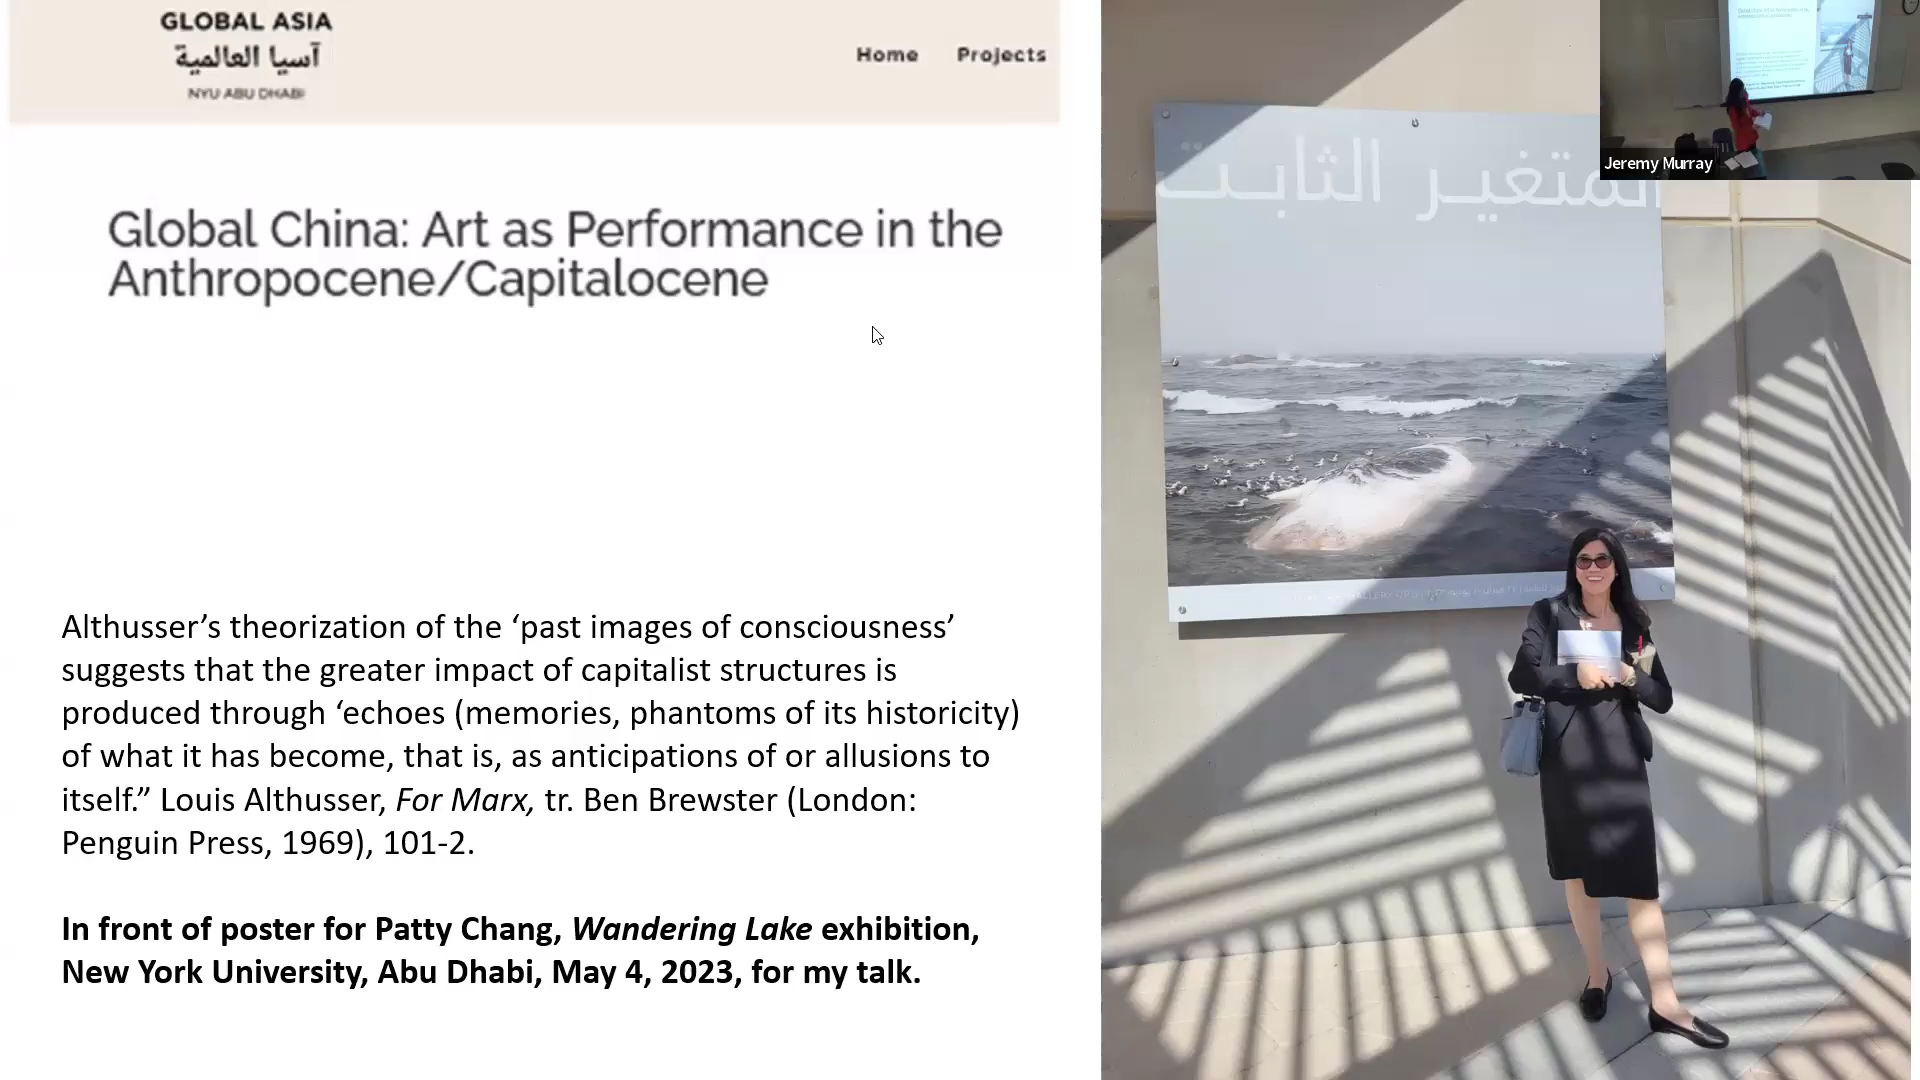 GLOBAL ASIA
آسيا العالمية
NYU ABU DHABI
Home Projects
Global China: Art as Performance in the
Anthropocene/Capitalocene
Althusser’s theorization of the ‘past images of consciousness’
suggests that the greater impact of capitalist structures is
produced through ‘echoes (memories, phantoms of its historicity)
of what it has become, that is, as anticipations of or allusions to
itself.” Louis Althusser, For Marx, tr. Ben Brewster (London:
Penguin Press, 1969), 101-2.
In front of poster for Patty Chang, Wandering Lake exhibition,
New York University, Abu Dhabi, May 4, 2023, for my talk.
المتغير الثابت
Jeremy Murray